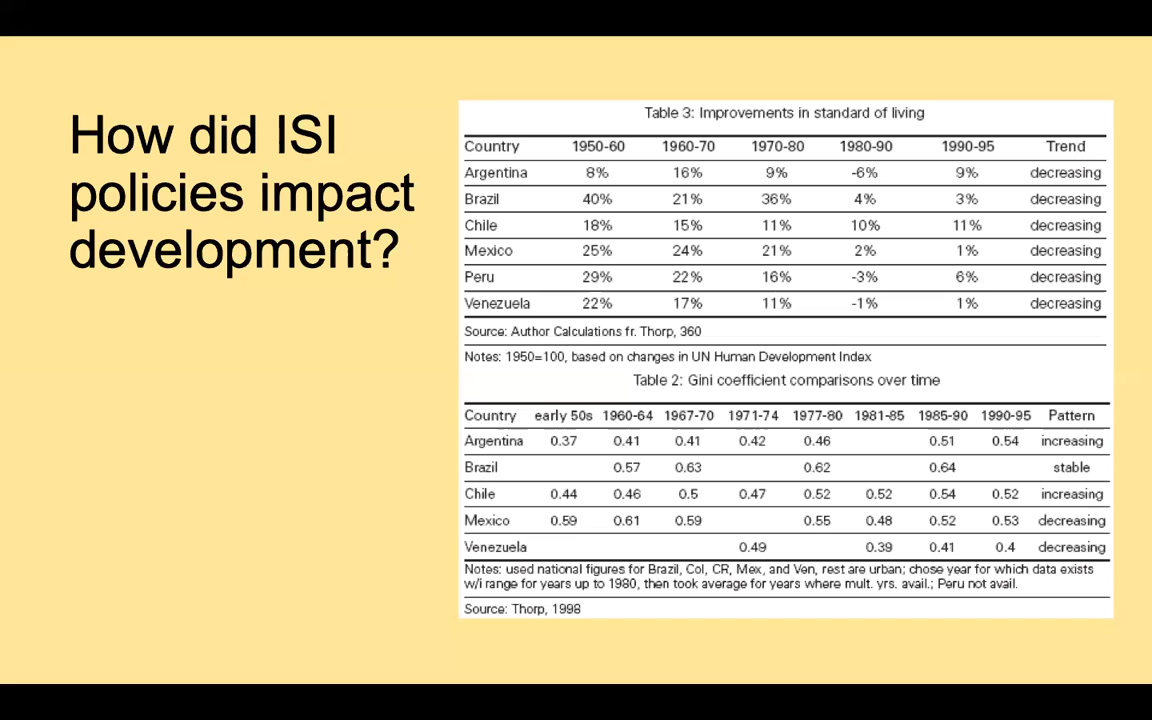 How did ISI
policies impact
development?
Table 3: Improvements in standard of living
Country 1950-60 1960-70 1970-80 1980-90 1990-95 Trend
Argentina 8% 16% 9% -6% 9% decreasing
Brazil 40% 21% 36% 4% 3% decreasing
Chile 18% 15% 11% 10% 11% decreasing
Mexico 25% 24% 21% 2% 1% decreasing
Peru 29% 22% 16% -3% 6% decreasing
Venezuela 22% 17% 11% -1% 1% decreasing
Source: Author Calculations fr. Thorp, 360
Notes: 1950=100, based on changes in UN Human Development Index
Table 2: Gini coefficient comparisons over time
Country early 50s 1960-64 1967-70 1971-74 1977-80 1981-85 1985-90 1990-95 Pattern
Argentina 0.37 0.41 0.41 0.42 0.46 0.51 0.54 increasing
Brazil 0.57 0.63 0.62 0.64 stable
Chile 0.44 0.46 0.5 0.47 0.52 0.52 0.54 0.52 increasing
Mexico 0.59 0.61 0.59 0.55 0.48 0.52 0.53 decreasing
Venezuela 0.49 0.39 0.41 0.4 decreasing
Notes: used national figures for Brazil, Col, CR, Mex, and Ven, rest are urban; chose year for which data exists
w/i range for years up to 1980, then took average for years where mult. yrs. avail.; Peru not avail.
Source: Thorp, 1998